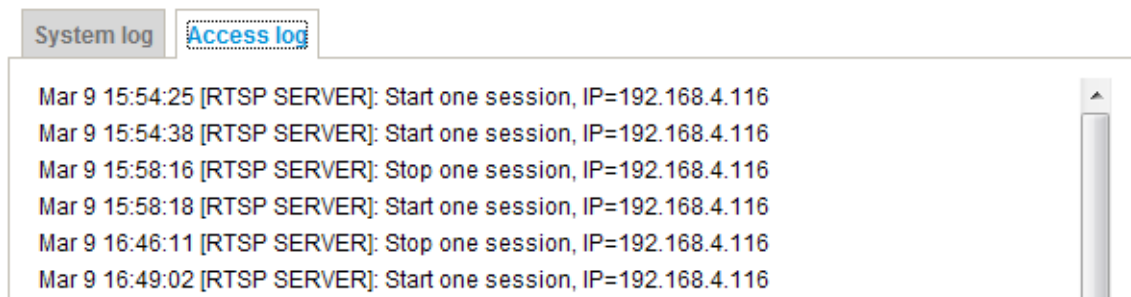 System log Access log
Mar 9 15:54:25 [RTSP SERVER]: Start one session, IP=192.168.4.116
Mar 9 15:54:38 [RTSP SERVER]: Start one session, IP=192.168.4.116
Mar 9 15:58:16 [RTSP SERVER]: Stop one session, IP=192.168.4.116
Mar 9 15:58:18 [RTSP SERVER]: Start one session, IP=192.168.4.116
Mar 9 16:46:11 [RTSP SERVER]: Stop one session, IP=192.168.4.116
Mar 9 16:49:02 [RTSP SERVER]: Start one session, IP=192.168.4.116